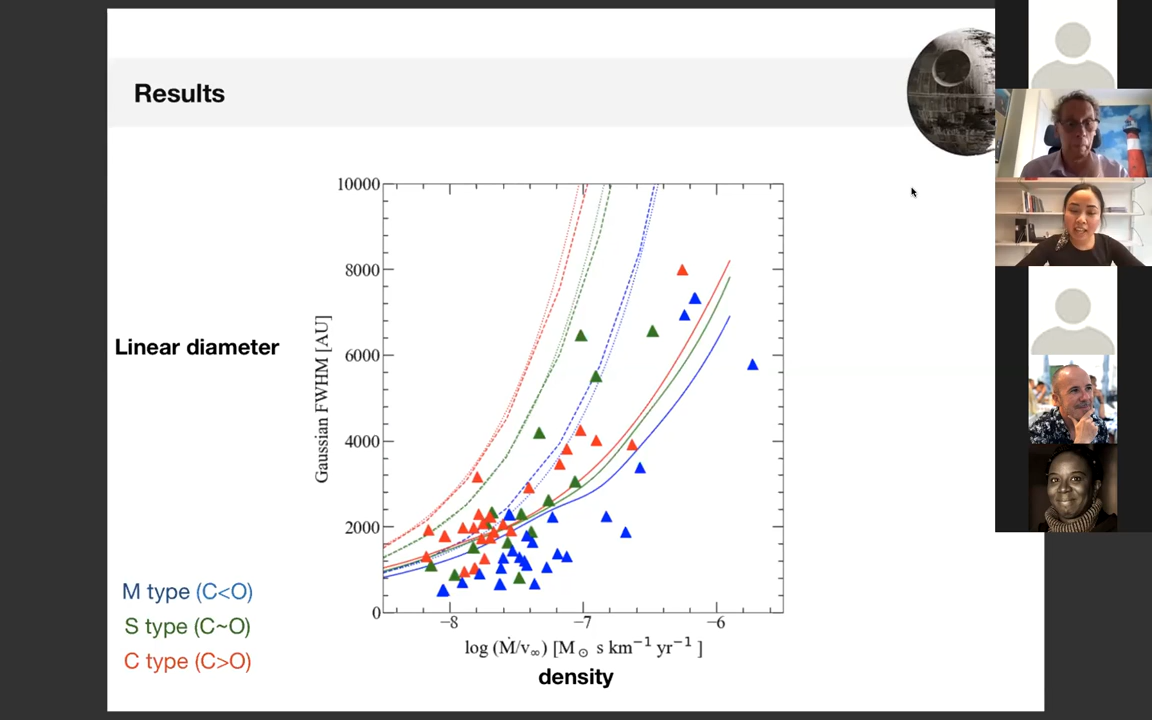 Results
Linear diameter
Gaussian FWHM [AU]
10000
8000
6000
4000
2000
0
−8
−7
−6
log (Ṁ/v∞) [M⊙ s km−1 yr−1 ]
density
M type (C<O)
S type (C~O)
C type (C>O)